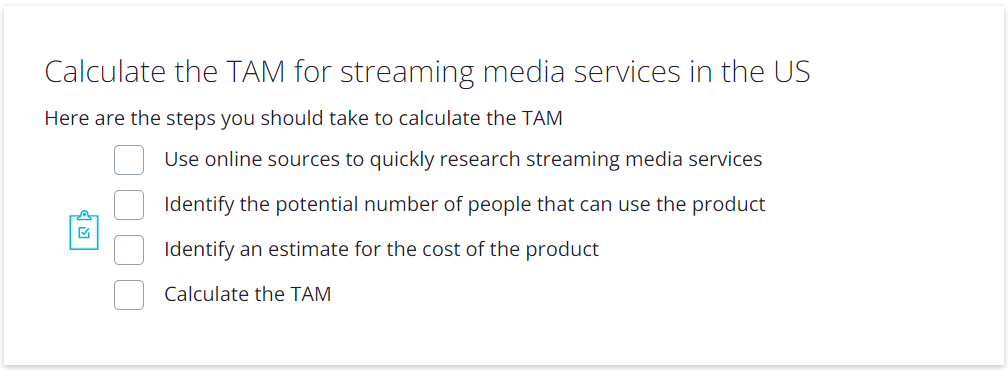 Calculate the TAM for streaming media services in the US
Here are the steps you should take to calculate the TAM
Use online sources to quickly research streaming media services
Identify the potential number of people that can use the product
Identify an estimate for the cost of the product
Calculate the TAM